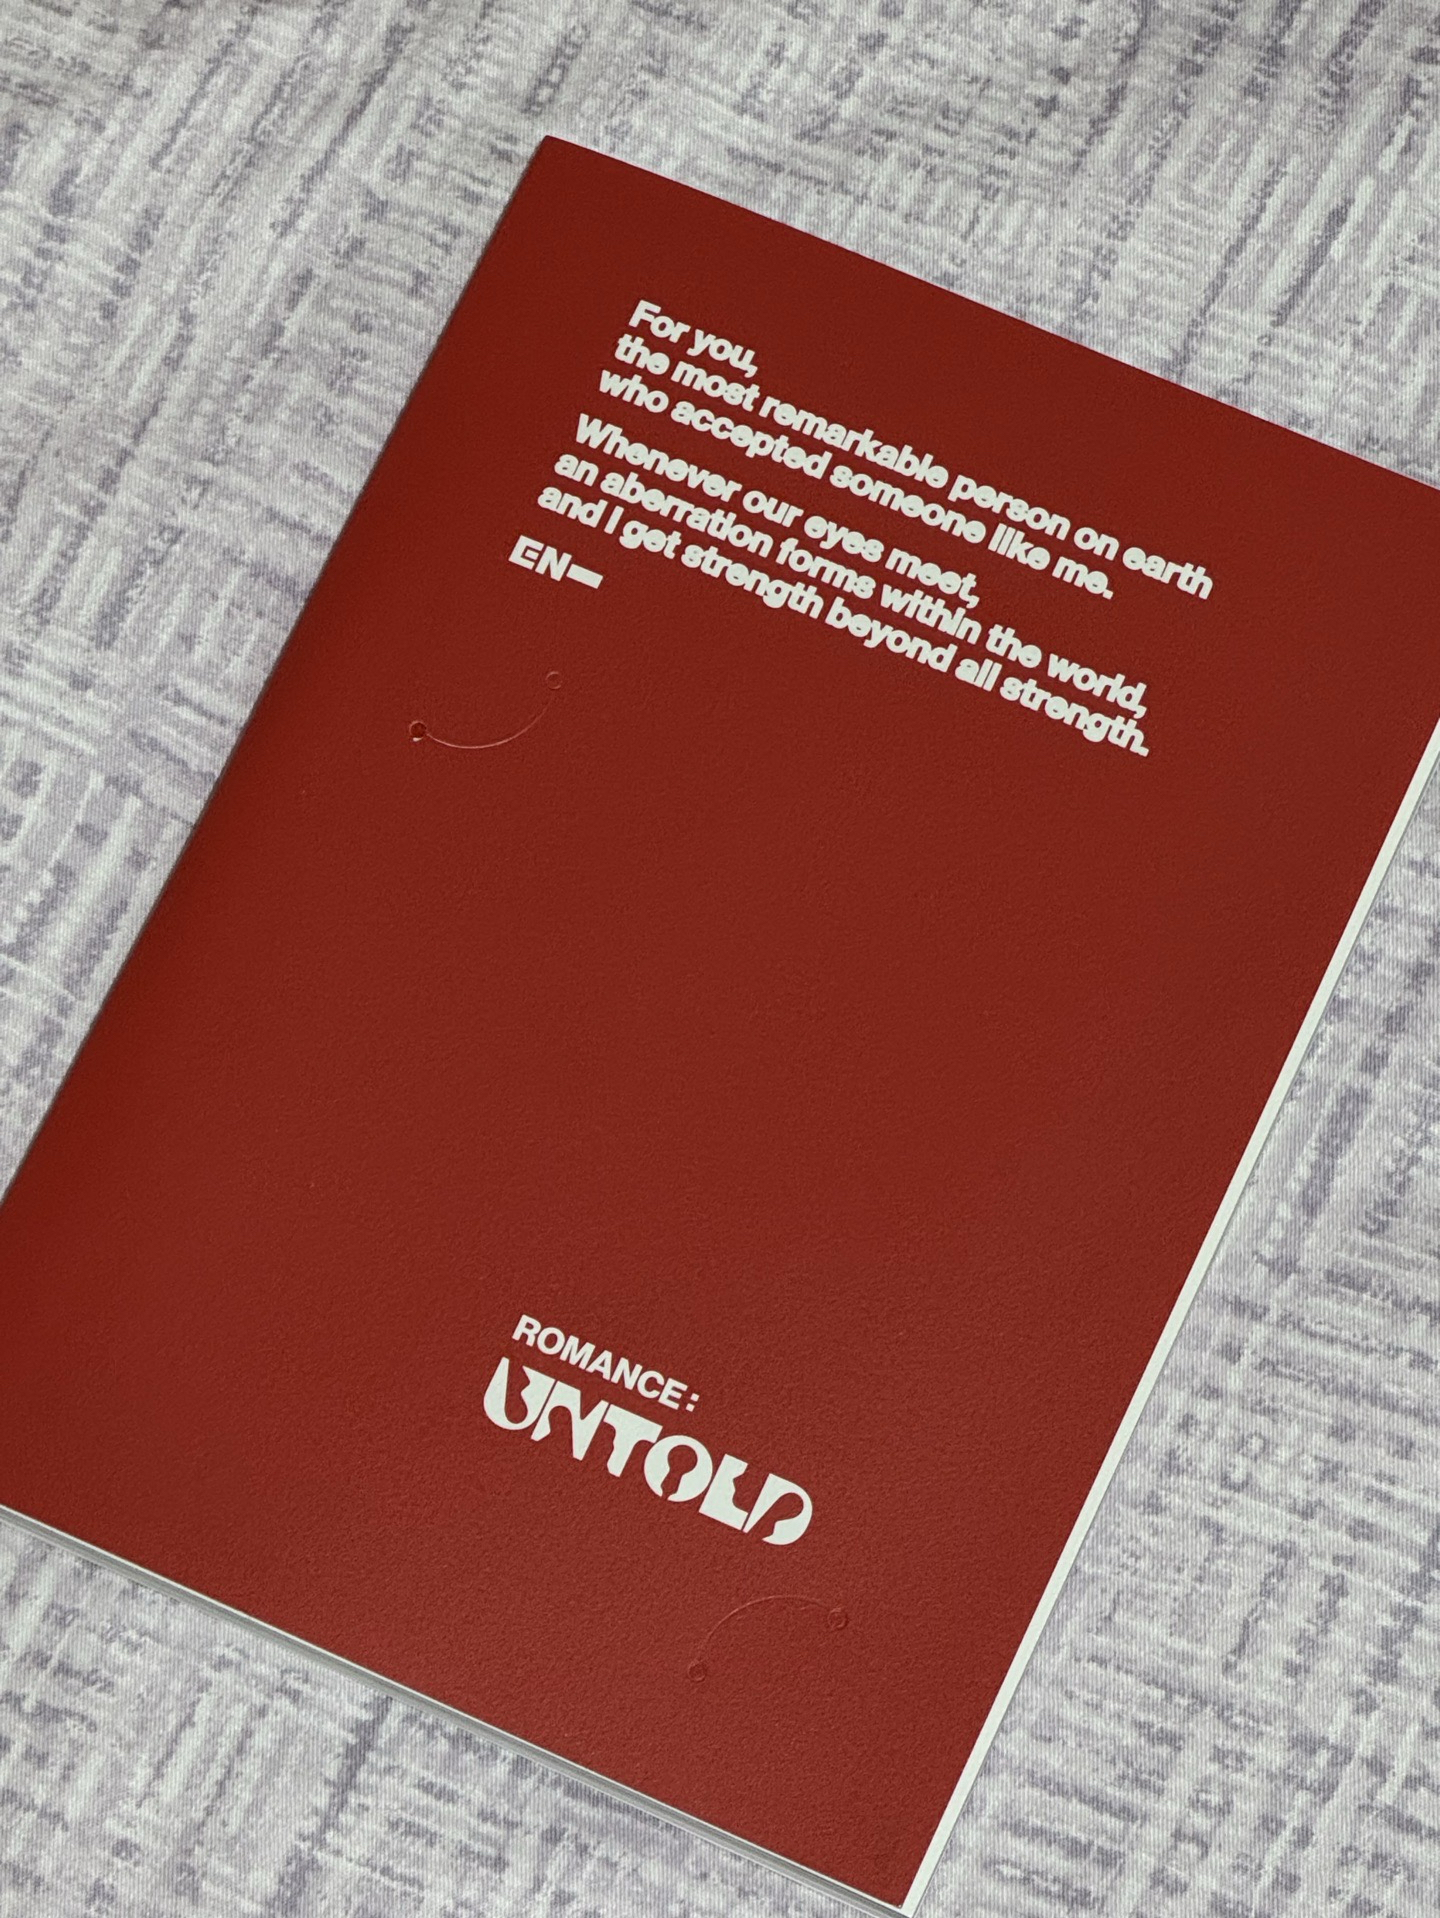 For you,
the most remarkable person on earth
who accepted someone like me.
Whenever our eyes meet,
an aberration forms within the world,
and I get strength beyond all strength.
EN-
ROMANCE:
UNTOLD